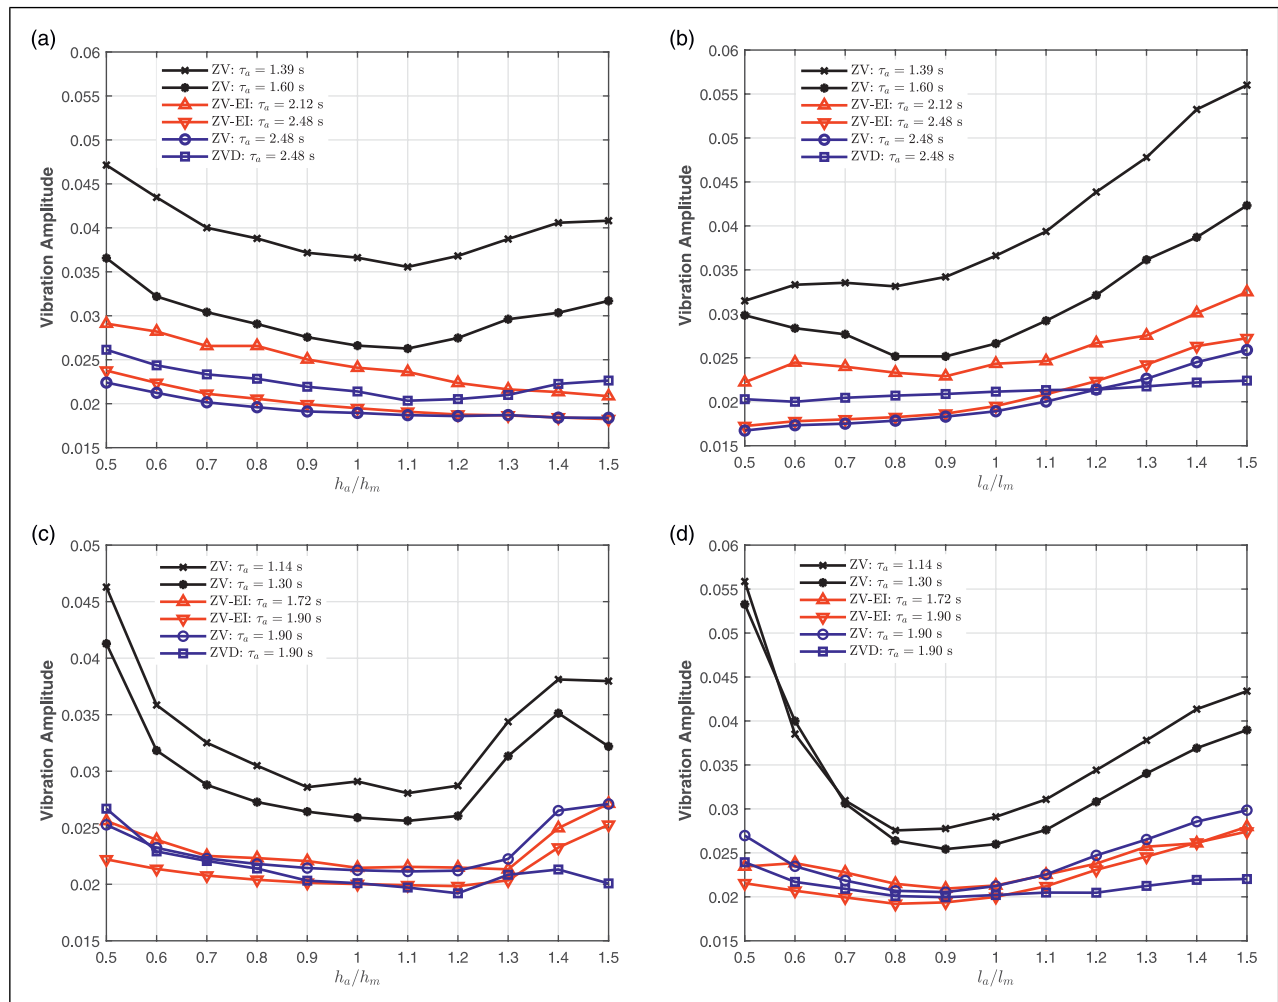 (a)
0.06
0.055
0.05
0.045
0.04
0.035
0.03
0.025
0.02
0.015
Vibration Amplitude
ZV: τa = 1.39 s
ZV: τa = 1.60 s
ZV-EI: τa = 2.12 s
ZV-EI: τa = 2.48 s
ZV: τa = 2.48 s
ZVD: τa = 2.48 s
0.5 0.6 0.7 0.8 0.9 1 1.1 1.2 1.3 1.4 1.5
ha/hm
(b)
0.06
0.055
0.05
0.045
0.04
0.035
0.03
0.025
0.02
0.015
Vibration Amplitude
ZV: τa = 1.39 s
ZV: τa = 1.60 s
ZV-EI: τa = 2.12 s
ZV-EI: τa = 2.48 s
ZV: τa = 2.48 s
ZVD: τa = 2.48 s
0.5 0.6 0.7 0.8 0.9 1 1.1 1.2 1.3 1.4 1.5
la/lm
(c)
0.05
0.045
0.04
0.035
0.03
0.025
0.02
0.015
Vibration Amplitude
ZV: τa = 1.14 s
ZV: τa = 1.30 s
ZV-EI: τa = 1.72 s
ZV-EI: τa = 1.90 s
ZV: τa = 1.90 s
ZVD: τa = 1.90 s
0.5 0.6 0.7 0.8 0.9 1 1.1 1.2 1.3 1.4 1.5
ha/hm
(d)
0.06
0.055
0.05
0.045
0.04
0.035
0.03
0.025
0.02
0.015
Vibration Amplitude
ZV: τa = 1.14 s
ZV: τa = 1.30 s
ZV-EI: τa = 1.72 s
ZV-EI: τa = 1.90 s
ZV: τa = 1.90 s
ZVD: τa = 1.90 s
0.5 0.6 0.7 0.8 0.9 1 1.1 1.2 1.3 1.4 1.5
la/lm